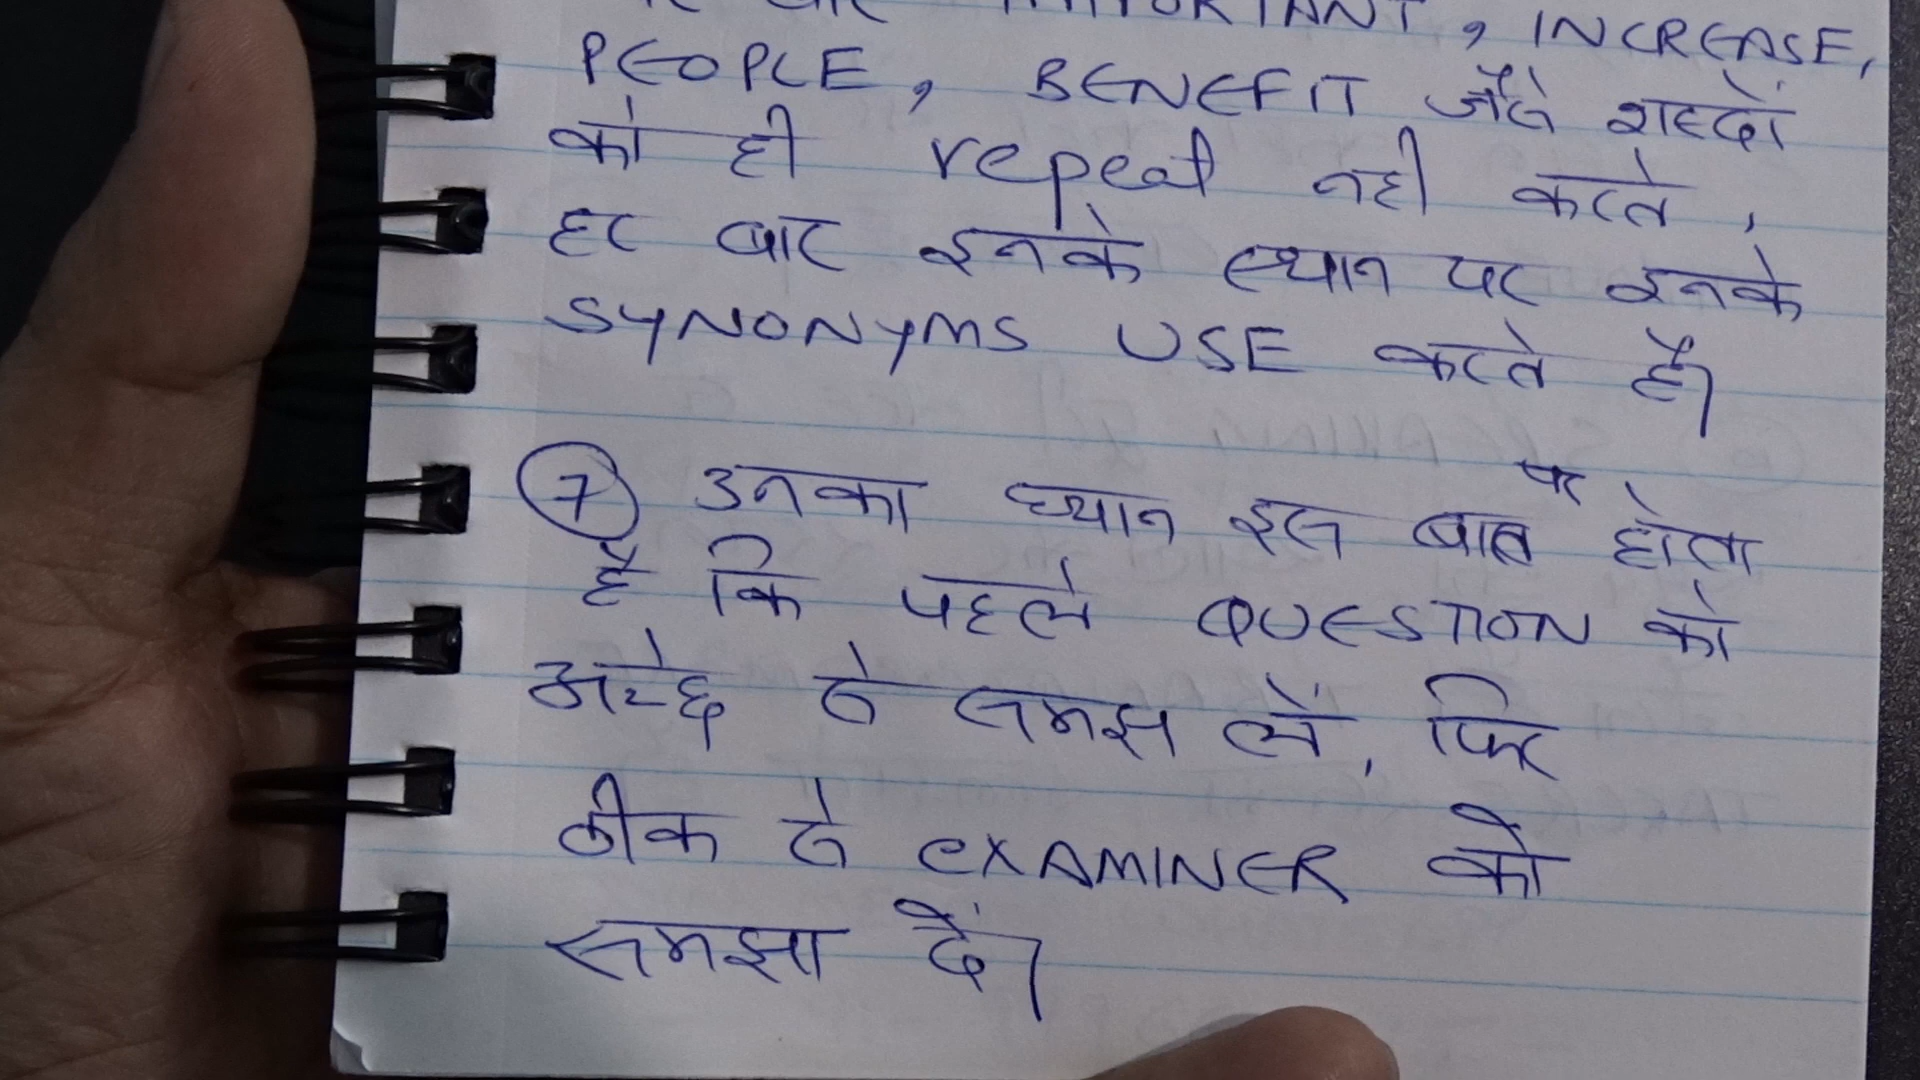 IMPORTANT, INCREASE,
PEOPLE, BENEFIT जैसे शब्दों
को ही repeat नही करते,
हर बार इनके स्थान पर इनके
SYNONYMS USE करते है।
7 उनका ध्यान इस बात पर होता
है कि पहले QUESTION को
अच्छे से समझ लें, फिर
ठीक से EXAMINER को
समझा दें।